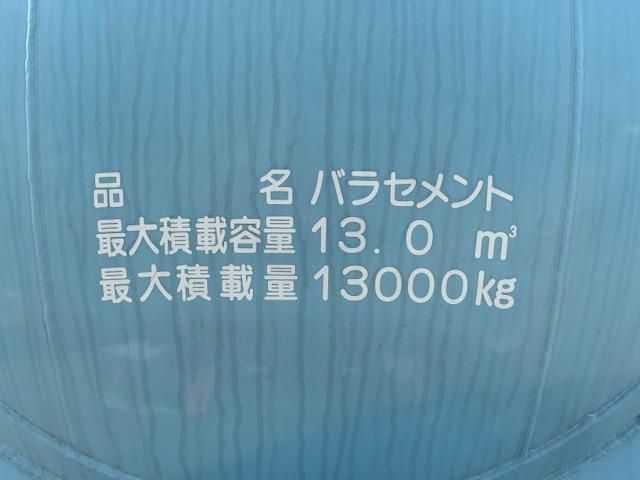 品名 バラセメント
最大積載容量 13.0 m³
最大積載量 13000kg